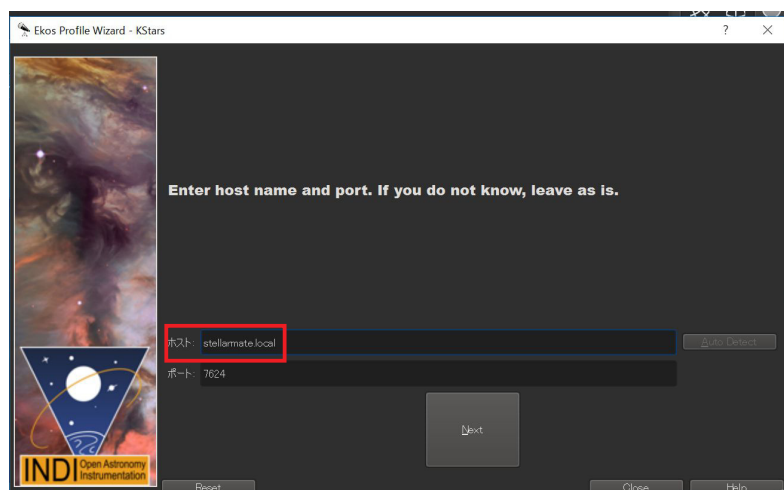 Ekos Profile Wizard - KStars
?
Enter host name and port. If you do not know, leave as is.
ホスト: stellarmate.local Auto Detect
ポート: 7624
Next
INDI Open Astronomy
Instrumentation
Reset Close Help